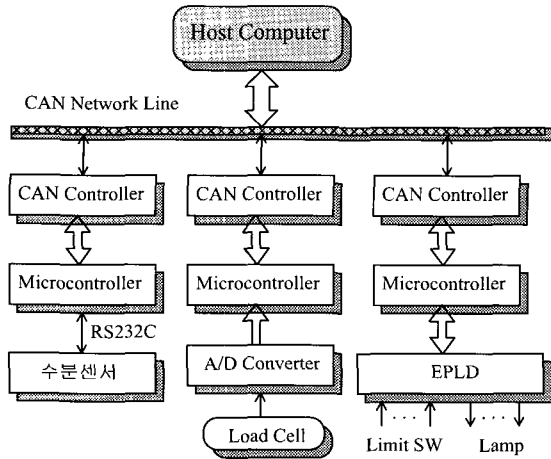 Host Computer
CAN Network Line
CAN Controller
CAN Controller
CAN Controller
Microcontroller
Microcontroller
Microcontroller
RS232C
수분센서
A/D Converter
EPLD
Load Cell
Limit SW
Lamp